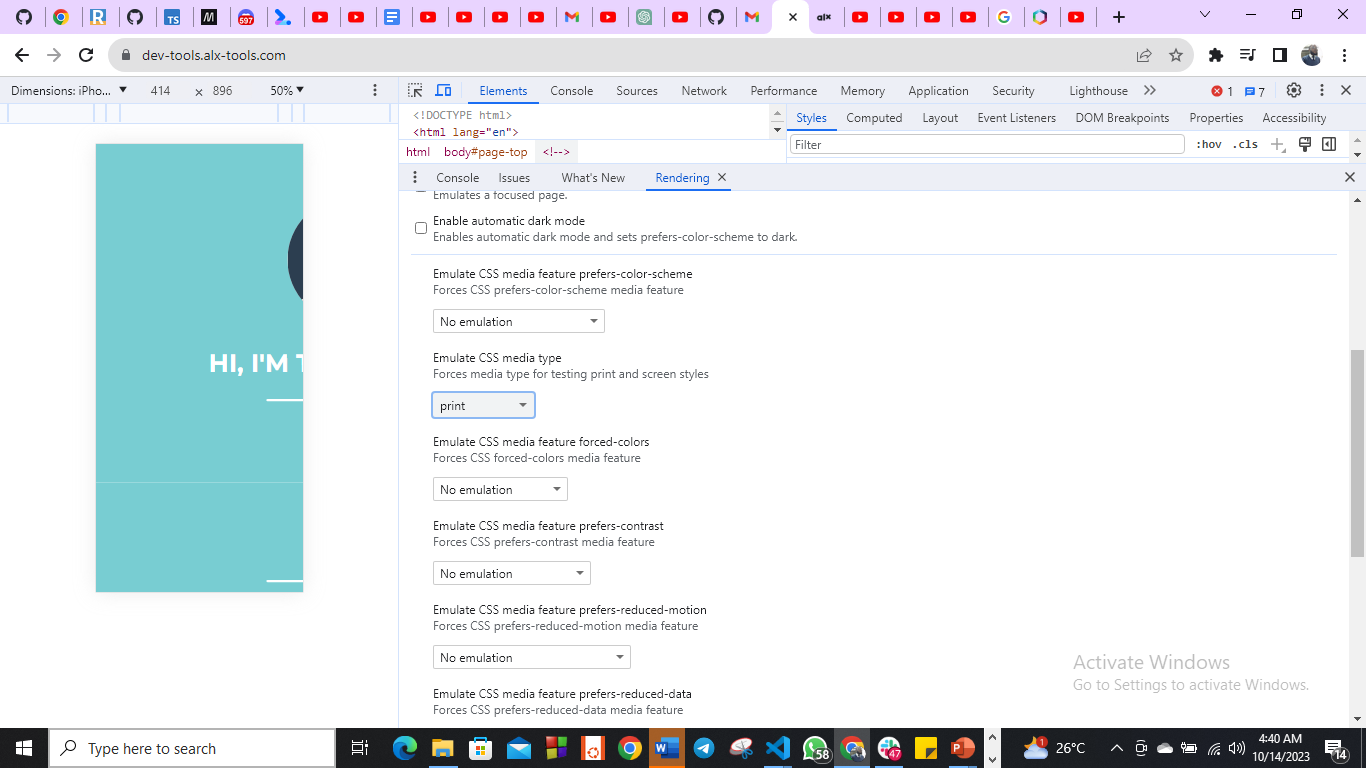 597
alx
dev-tools.alx-tools.com
Dimensions: iPho... ▼ 414 × 896 50% ▼
Elements Console Sources Network Performance Memory Application Security Lighthouse 1 7
<!DOCTYPE html>
<html lang="en">
html body#page-top <!-->
Styles Computed Layout Event Listeners DOM Breakpoints Properties Accessibility
Filter :hov .cls
Console Issues What's New Rendering
Emulates a focused page.
Enable automatic dark mode
Enables automatic dark mode and sets prefers-color-scheme to dark.
Emulate CSS media feature prefers-color-scheme
Forces CSS prefers-color-scheme media feature
No emulation
Emulate CSS media type
Forces media type for testing print and screen styles
print
Emulate CSS media feature forced-colors
Forces CSS forced-colors media feature
No emulation
Emulate CSS media feature prefers-contrast
Forces CSS prefers-contrast media feature
No emulation
Emulate CSS media feature prefers-reduced-motion
Forces CSS prefers-reduced-motion media feature
No emulation
Emulate CSS media feature prefers-reduced-data
Forces CSS prefers-reduced-data media feature
HI, I'M T
Activate Windows
Go to Settings to activate Windows.
Type here to search
58
47
1
26°C
4:40 AM
10/14/2023
14